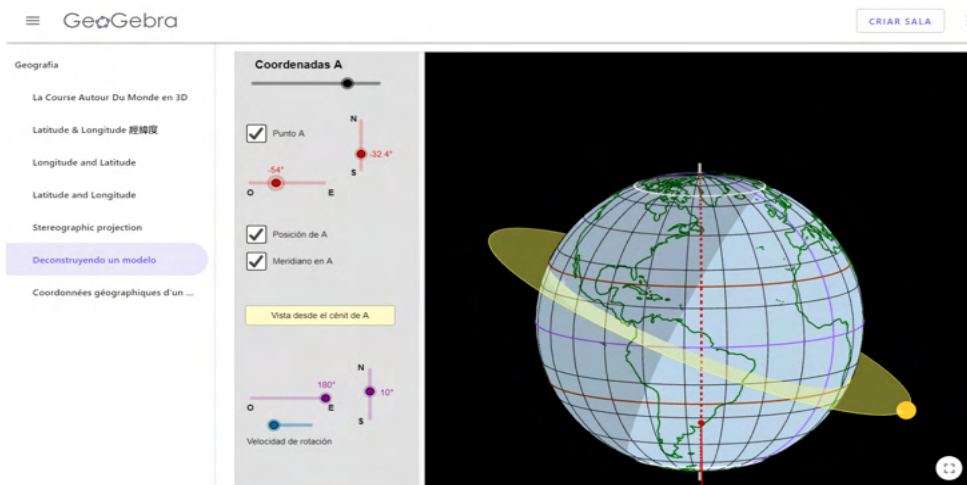 GeoGebra
CRIAR SALA
Geografia
La Course Autour Du Monde en 3D
Latitude & Longitude 經緯度
Longitude and Latitude
Latitude and Longitude
Stereographic projection
Deconstruyendo un modelo
Coordonnées géographiques d'un ...
Coordenadas A
Punto A
N
-32.4°
S
-54°
O
E
Posición de A
Meridiano en A
Vista desde el cénit de A
N
10°
S
180°
O
E
Velocidad de rotación